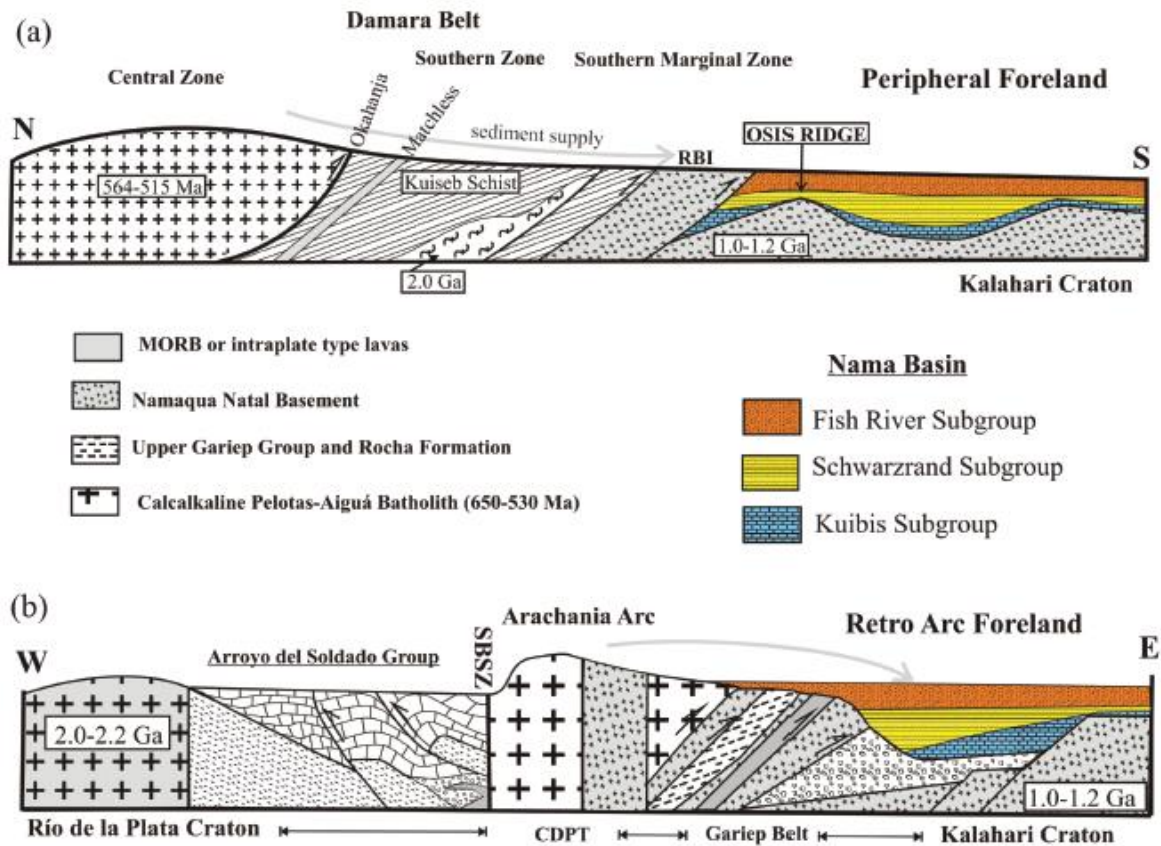 (a)
Damara Belt
Central Zone
Southern Zone
Southern Marginal Zone
Peripheral Foreland
N
Okahanja
Matchless
sediment supply
RBI
OSIS RIDGE
S
564-515 Ma
Kuiseb Schist
2.0 Ga
1.0-1.2 Ga
Kalahari Craton
MORB or intraplate type lavas
Namaqua Natal Basement
Upper Gariep Group and Rocha Formation
Calcalkaline Pelotas-Aiguá Batholith (650-530 Ma)
Nama Basin
Fish River Subgroup
Schwarzrand Subgroup
Kuibis Subgroup
(b)
W
Arroyo del Soldado Group
SBSZ
Arachania Arc
Retro Arc Foreland
E
2.0-2.2 Ga
1.0-1.2 Ga
Río de la Plata Craton
CDPT
Gariep Belt
Kalahari Craton